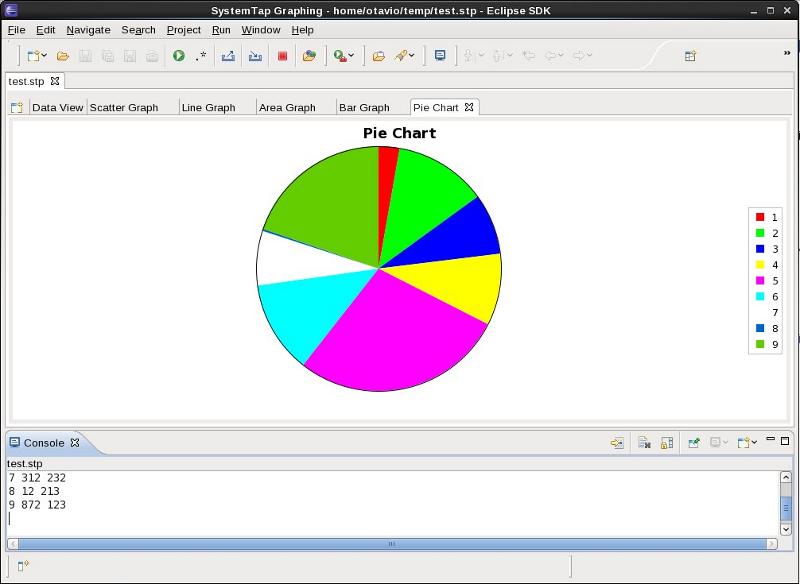 SystemTap Graphing - home/otavio/temp/test.stp - Eclipse SDK
File Edit Navigate Search Project Run Window Help
test.stp
Data View Scatter Graph Line Graph Area Graph Bar Graph Pie Chart
Pie Chart
1
2
3
4
5
6
7
8
9
Console
test.stp
7 312 232
8 12 213
9 872 123